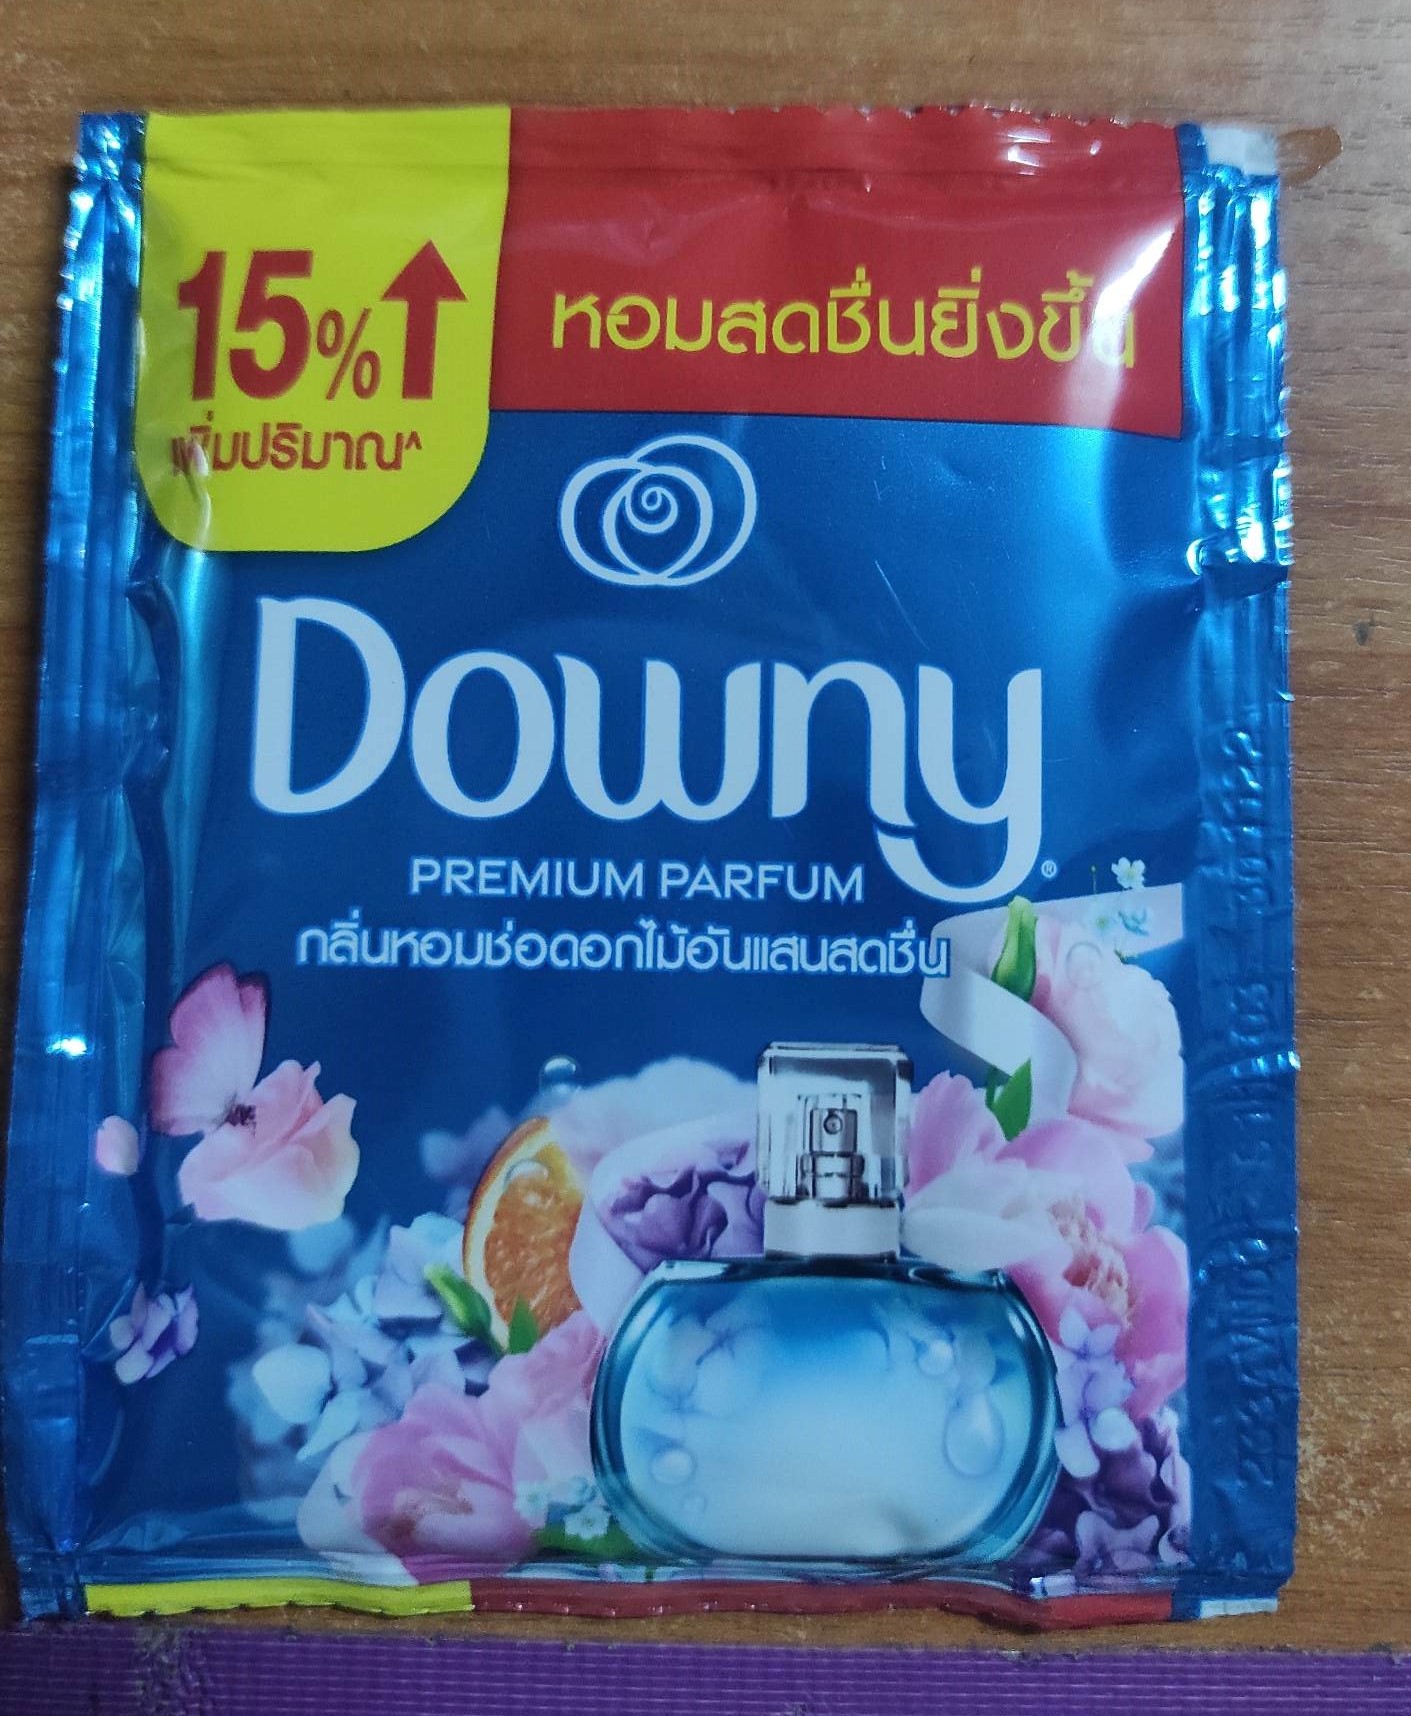 15%
เพิ่มปริมาณ^
หอมสดชื่นยิ่งขึ้น
Downy®
PREMIUM PARFUM
กลิ่นหอมช่อดอกไม้อันแสนสดชื่น